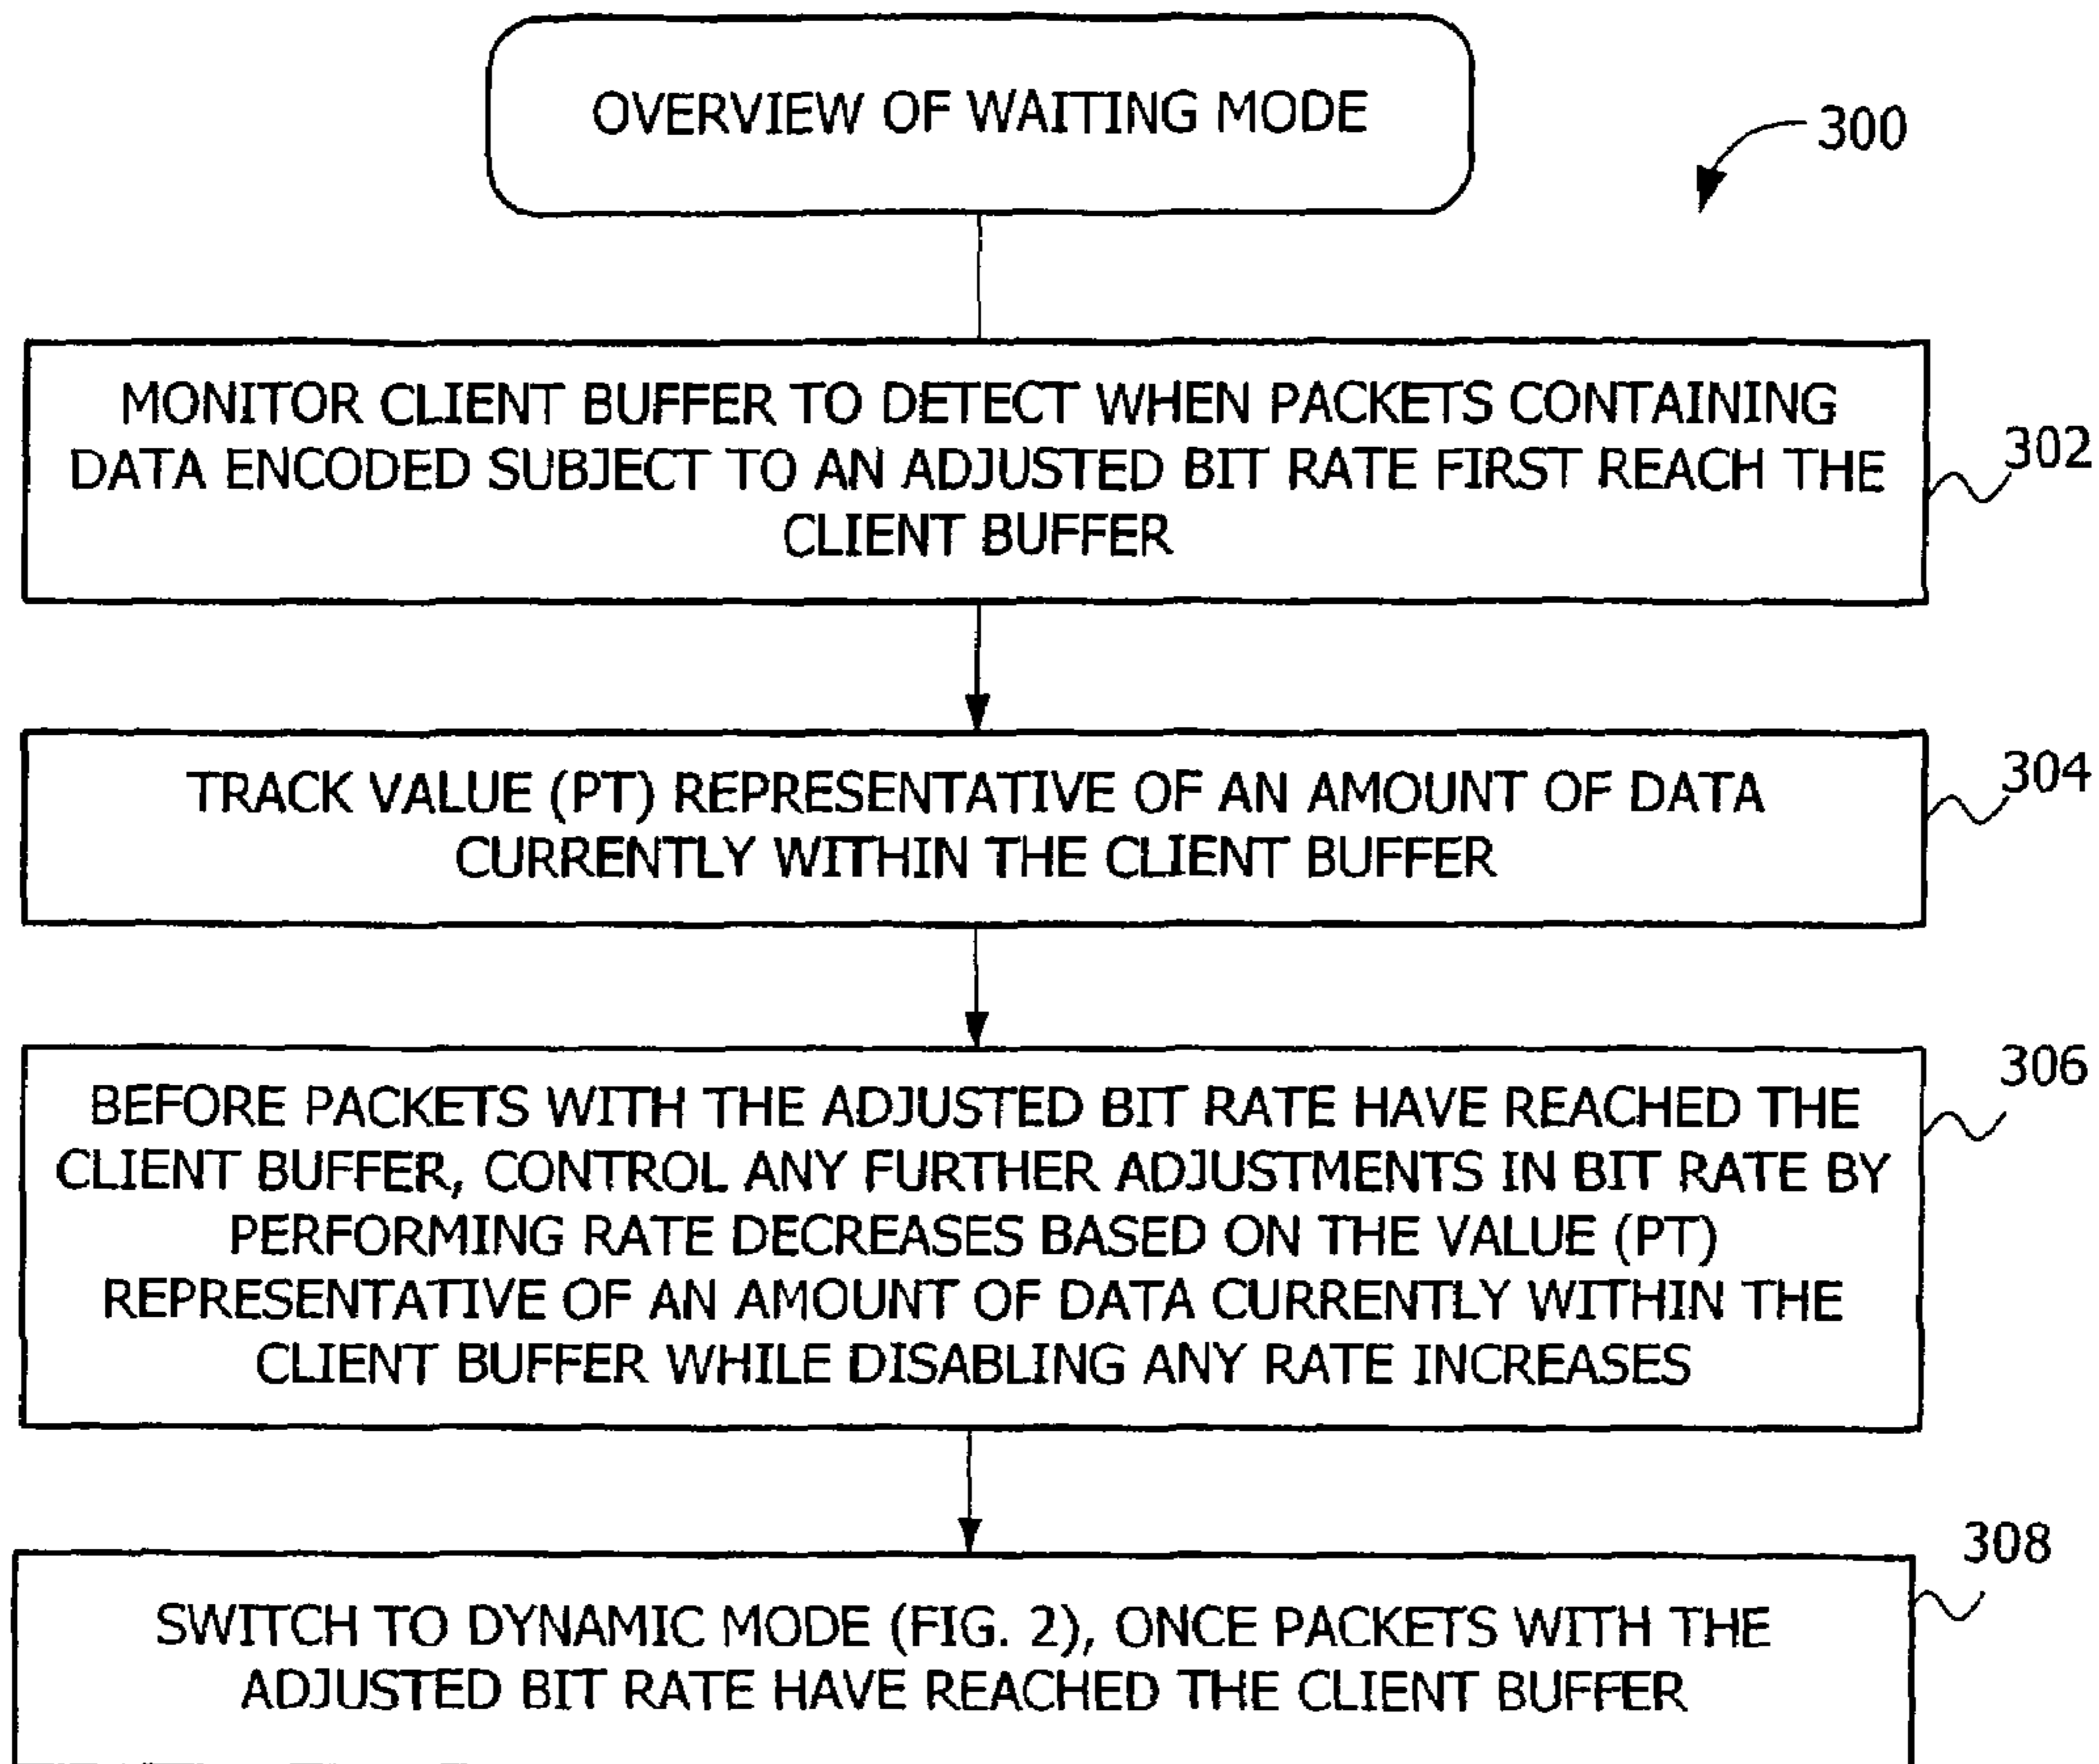 OVERVIEW OF WAITING MODE
300
MONITOR CLIENT BUFFER TO DETECT WHEN PACKETS CONTAINING
DATA ENCODED SUBJECT TO AN ADJUSTED BIT RATE FIRST REACH THE
CLIENT BUFFER
302
TRACK VALUE (PT) REPRESENTATIVE OF AN AMOUNT OF DATA
CURRENTLY WITHIN THE CLIENT BUFFER
304
BEFORE PACKETS WITH THE ADJUSTED BIT RATE HAVE REACHED THE
CLIENT BUFFER, CONTROL ANY FURTHER ADJUSTMENTS IN BIT RATE BY
PERFORMING RATE DECREASES BASED ON THE VALUE (PT)
REPRESENTATIVE OF AN AMOUNT OF DATA CURRENTLY WITHIN THE
CLIENT BUFFER WHILE DISABLING ANY RATE INCREASES
306
SWITCH TO DYNAMIC MODE (FIG. 2), ONCE PACKETS WITH THE
ADJUSTED BIT RATE HAVE REACHED THE CLIENT BUFFER
308